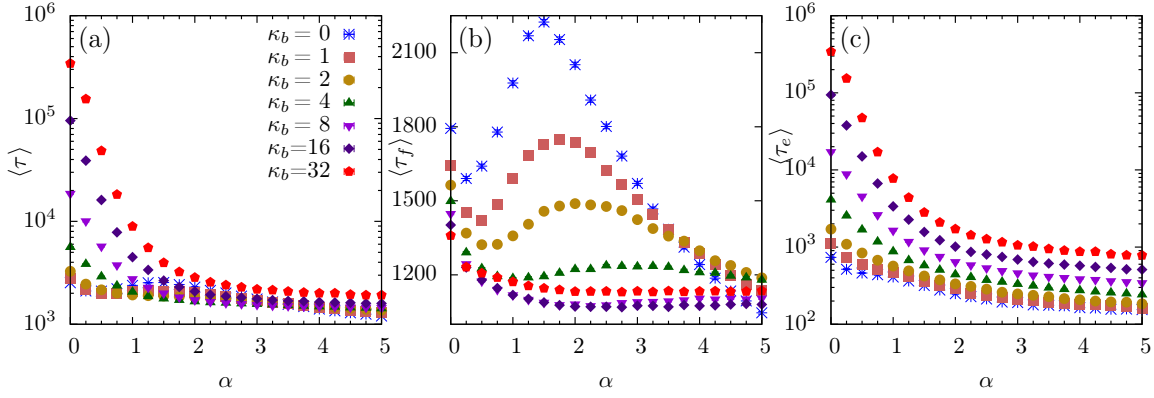 (a)
κ_b = 0
κ_b = 1
κ_b = 2
κ_b = 4
κ_b = 8
κ_b=16
κ_b=32
10^6
10^5
10^4
10^3
⟨τ⟩
0 1 2 3 4 5
α
(b)
2100
1800
1500
1200
⟨τ_f⟩
0 1 2 3 4 5
α
(c)
10^6
10^5
10^4
10^3
10^2
⟨τ_e⟩
0 1 2 3 4 5
α